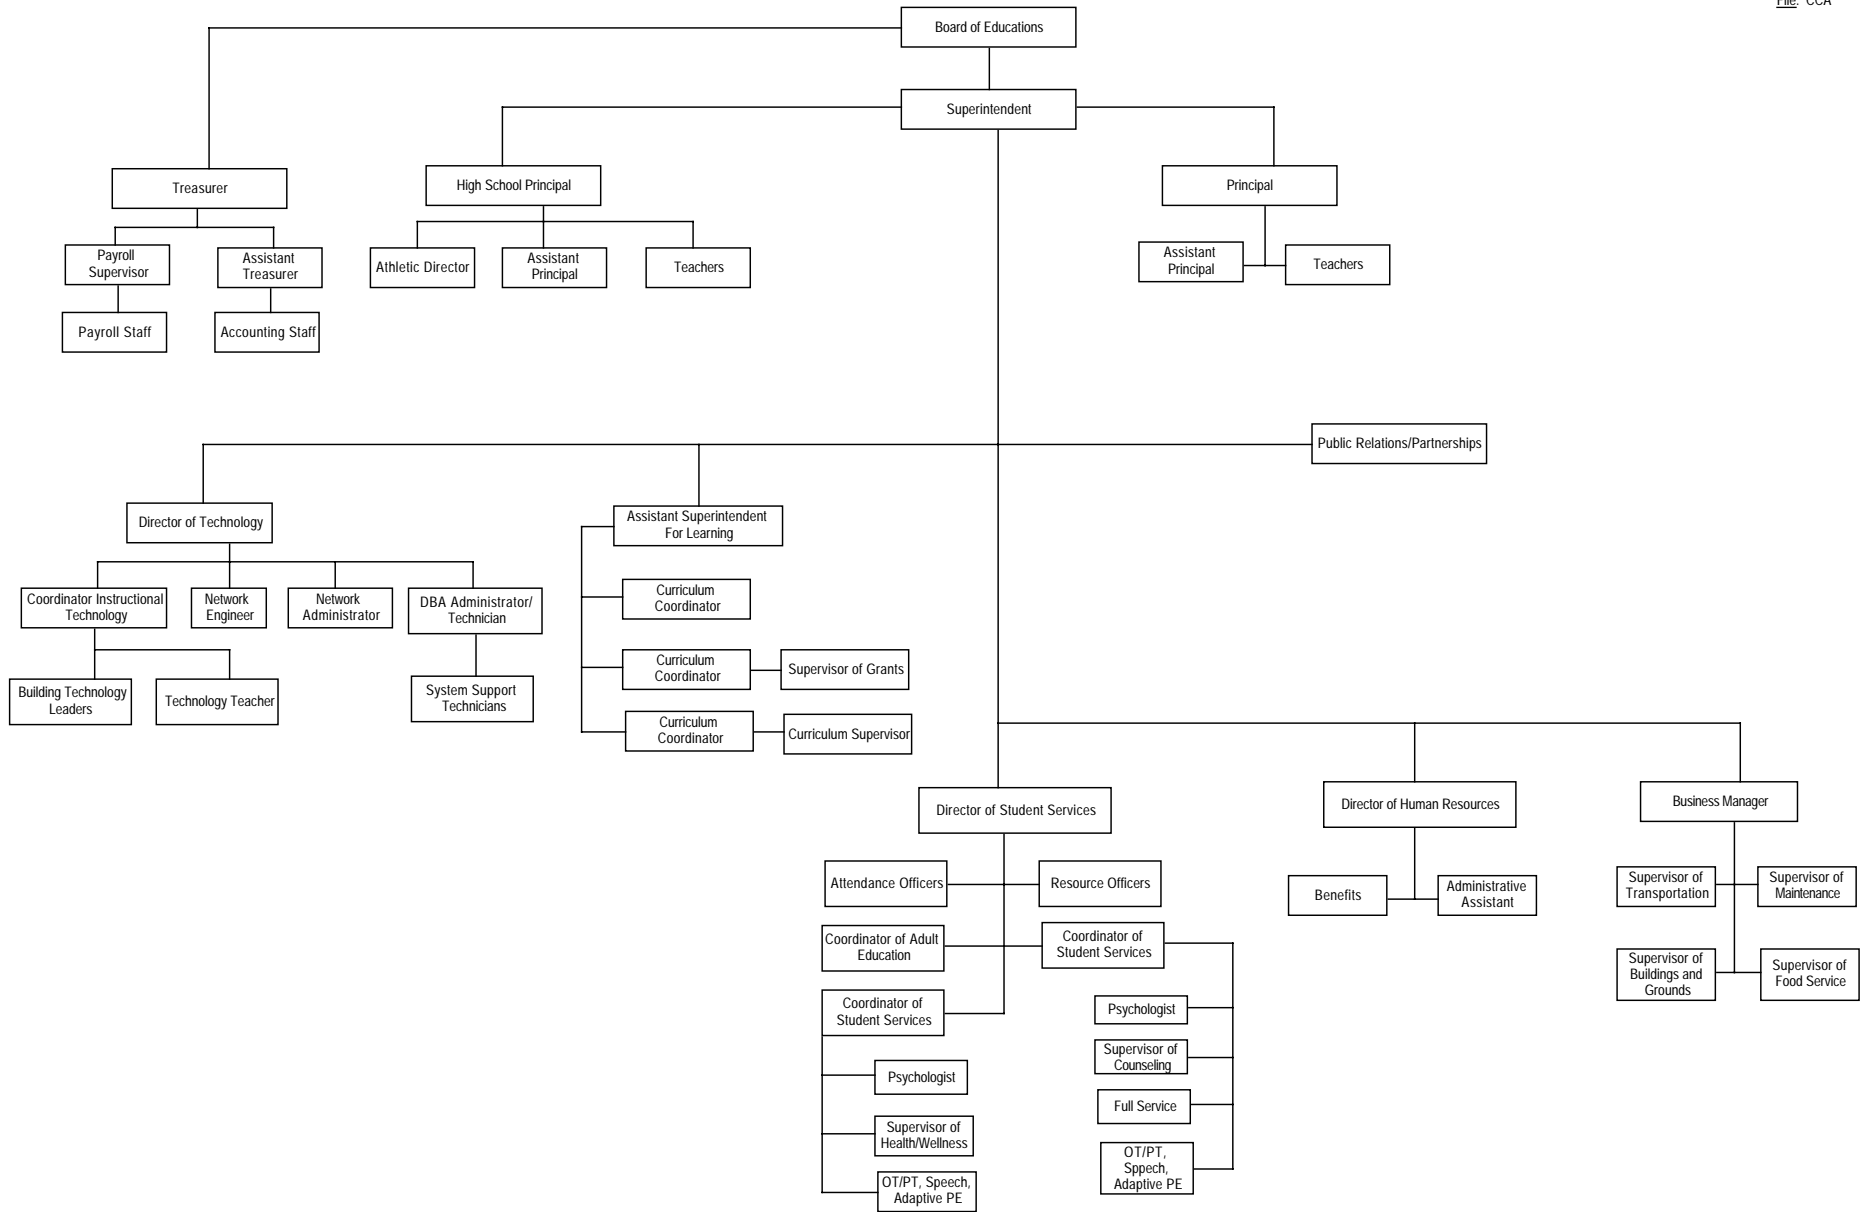 File: CCA
Board of Educations
Superintendent
Treasurer
High School Principal
Principal
Payroll
Supervisor
Assistant
Treasurer
Athletic Director
Assistant
Principal
Teachers
Assistant
Principal
Teachers
Payroll Staff
Accounting Staff
Public Relations/Partnerships
Director of Technology
Assistant Superintendent
For Learning
Coordinator Instructional
Technology
Network
Engineer
Network
Administrator
DBA Administrator/
Technician
Curriculum
Coordinator
Building Technology
Leaders
Technology Teacher
System Support
Technicians
Curriculum
Coordinator
Supervisor of Grants
Curriculum
Coordinator
Curriculum Supervisor
Director of Student Services
Director of Human Resources
Business Manager
Attendance Officers
Resource Officers
Benefits
Administrative
Assistant
Supervisor of
Transportation
Supervisor of
Maintenance
Coordinator of Adult
Education
Coordinator of
Student Services
Supervisor of
Buildings and
Grounds
Supervisor of
Food Service
Coordinator of
Student Services
Psychologist
Supervisor of
Counseling
Full Service
OT/PT,
Sppech,
Adaptive PE
Psychologist
Supervisor of
Health/Wellness
OT/PT, Speech,
Adaptive PE